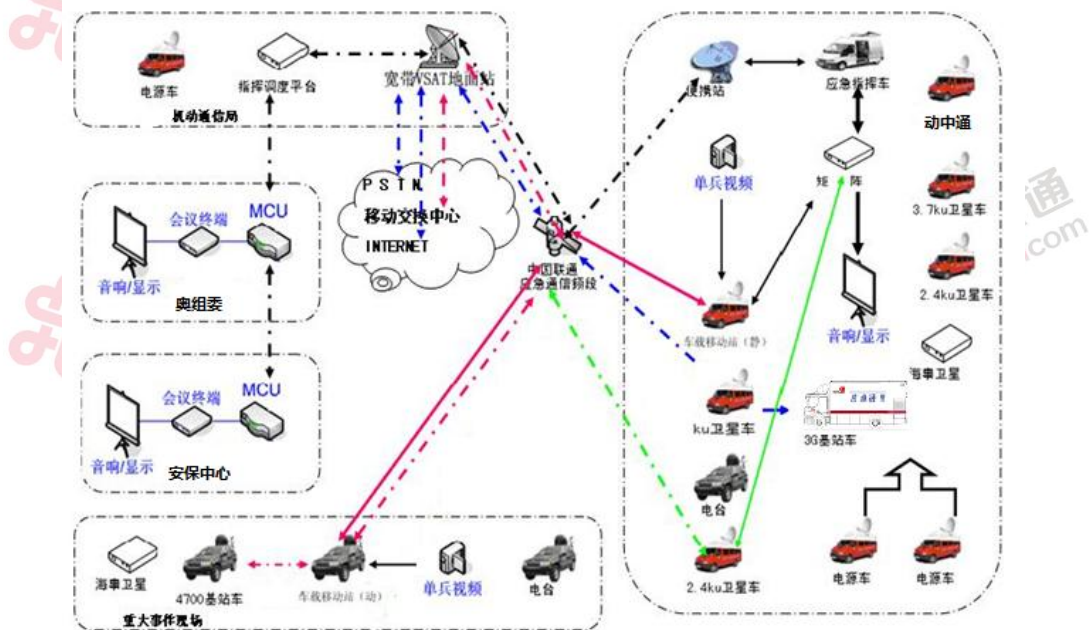 电源车
指挥调度平台
宽带VSAT地面站
机动通信局
音响/显示
会议终端
MCU
奥组委
音响/显示
会议终端
MCU
安保中心
PSTN
移动交换中心
INTERNET
中国联通
应急通信频段
便携站
应急指挥车
动中通
单兵视频
矩 阵
3.7ku卫星车
2.4ku卫星车
音响/显示
海事卫星
车载移动站(静)
ku卫星车
3G基站车
电台
2.4ku卫星车
电源车
电源车
海事卫星
4700基站车
车载移动站(动)
单兵视频
电台
重大事件现场
通
.com